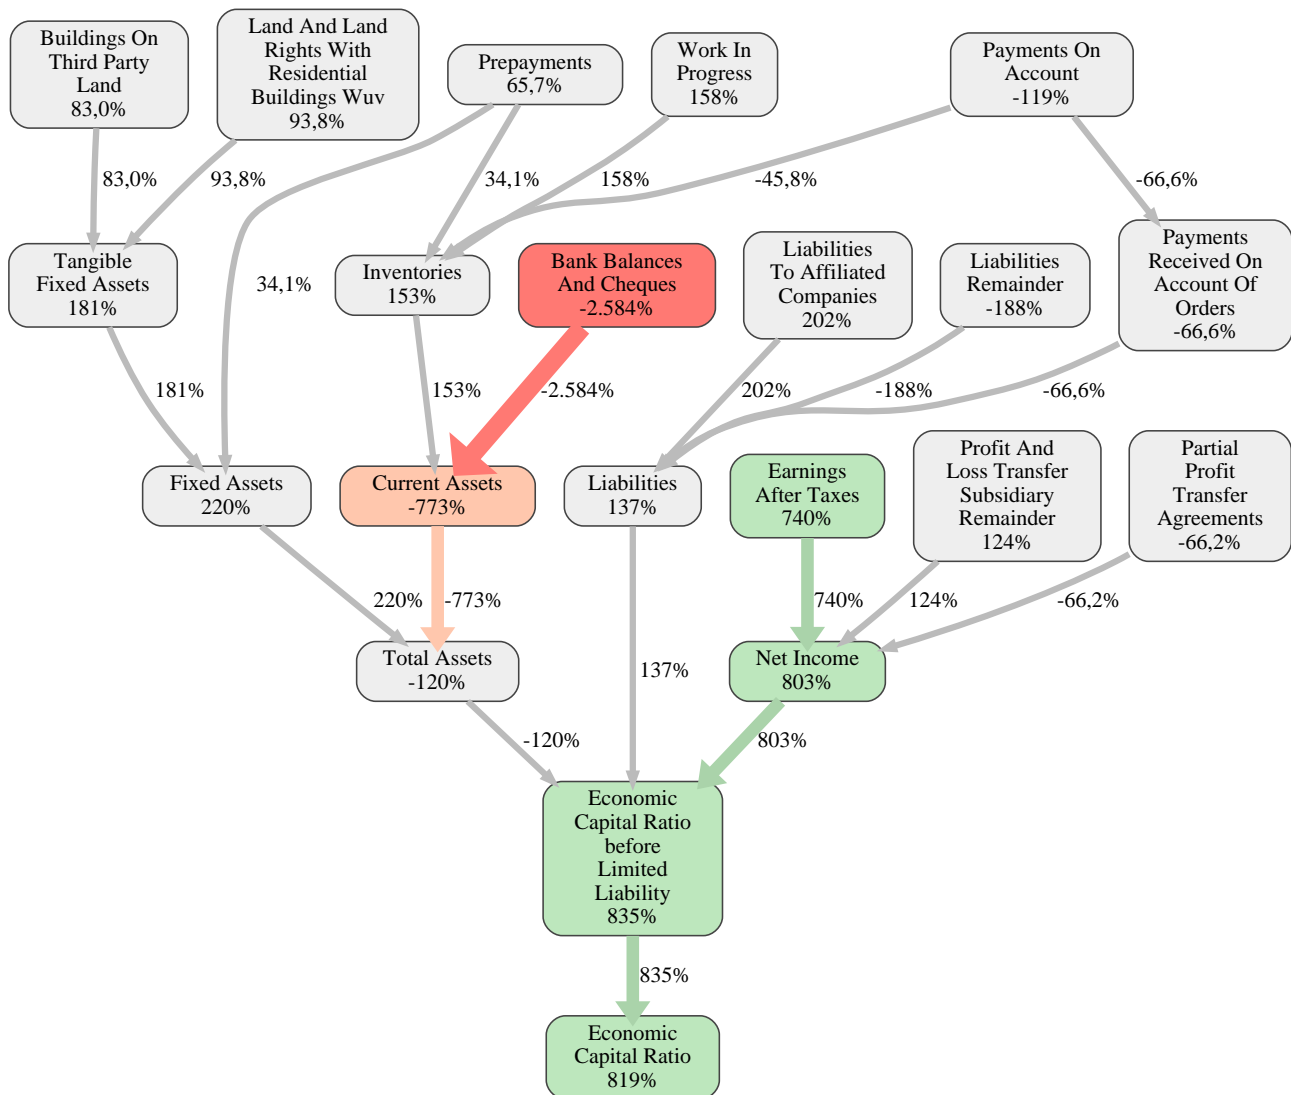 Buildings On
Third Party
Land
83,0%
Land And Land
Rights With
Residential
Buildings Wuv
93,8%
Prepayments
65,7%
Work In
Progress
158%
Payments On
Account
-119%
83,0%
93,8%
34,1%
158%
-45,8%
-66,6%
Tangible
Fixed Assets
181%
34,1%
Inventories
153%
Bank Balances
And Cheques
-2.584%
Liabilities
To Affiliated
Companies
202%
Liabilities
Remainder
-188%
Payments
Received On
Account Of
Orders
-66,6%
181%
153%
-2.584%
202%
-188%
-66,6%
Fixed Assets
220%
Current Assets
-773%
Liabilities
137%
Earnings
After Taxes
740%
Profit And
Loss Transfer
Subsidiary
Remainder
124%
Partial
Profit
Transfer
Agreements
-66,2%
220%
-773%
740%
124%
-66,2%
Total Assets
-120%
137%
Net Income
803%
-120%
803%
Economic
Capital Ratio
before
Limited
Liability
835%
835%
Economic
Capital Ratio
819%